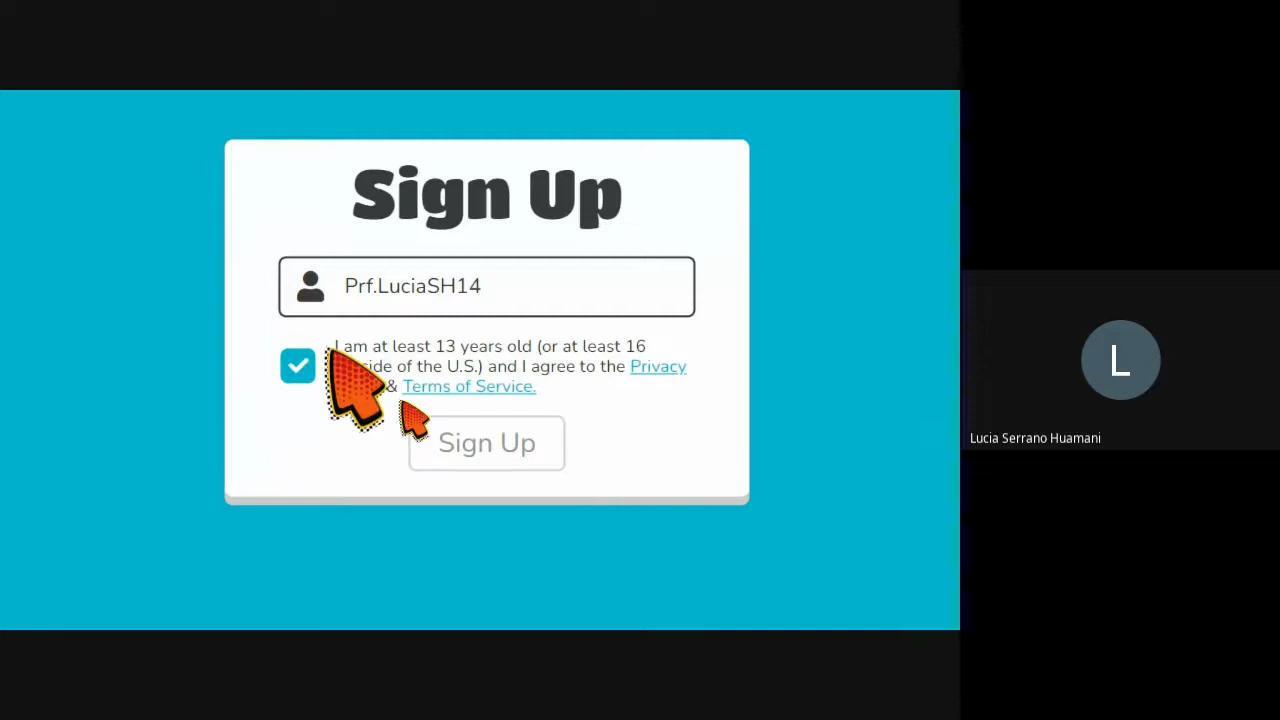 Sign Up
Prf.LuciaSH14
I am at least 13 years old (or at least 16
of the U.S.) and I agree to the Privacy
& Terms of Service.
Sign Up
L
Lucia Serrano Huamani